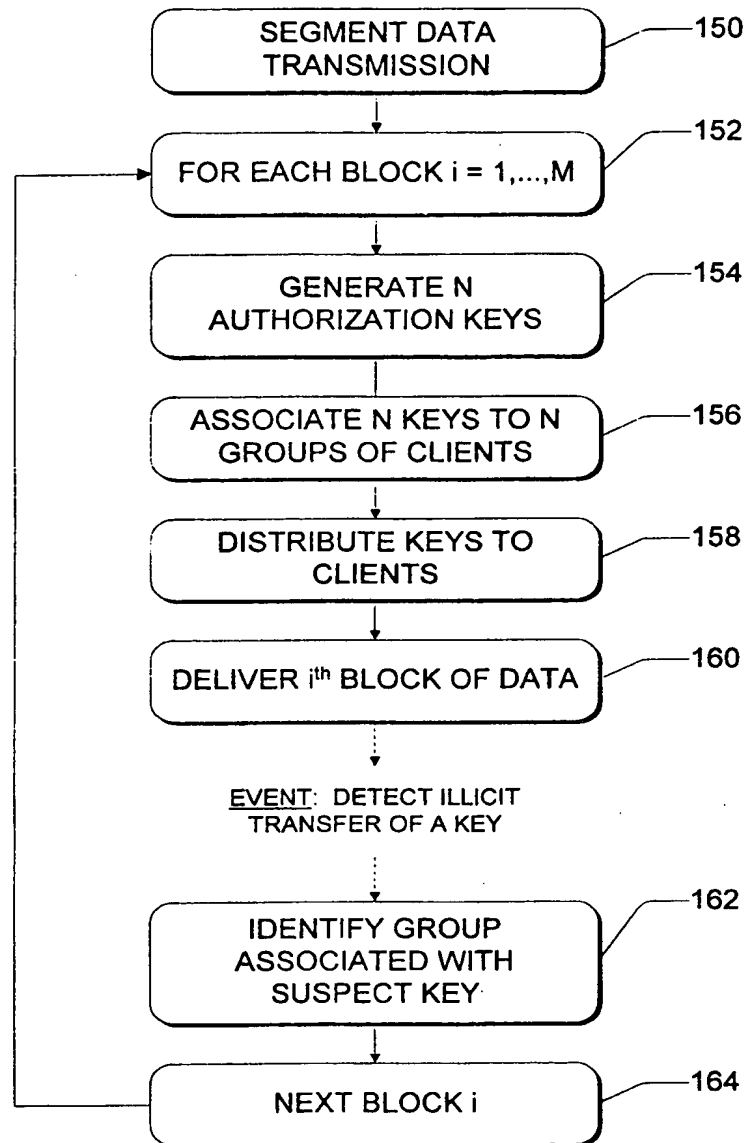 SEGMENT DATA
TRANSMISSION
150
FOR EACH BLOCK i = 1,...,M
152
GENERATE N
AUTHORIZATION KEYS
154
ASSOCIATE N KEYS TO N
GROUPS OF CLIENTS
156
DISTRIBUTE KEYS TO
CLIENTS
158
DELIVER ith BLOCK OF DATA
160
EVENT: DETECT ILLICIT
TRANSFER OF A KEY
IDENTIFY GROUP
ASSOCIATED WITH
SUSPECT KEY
162
NEXT BLOCK i
164